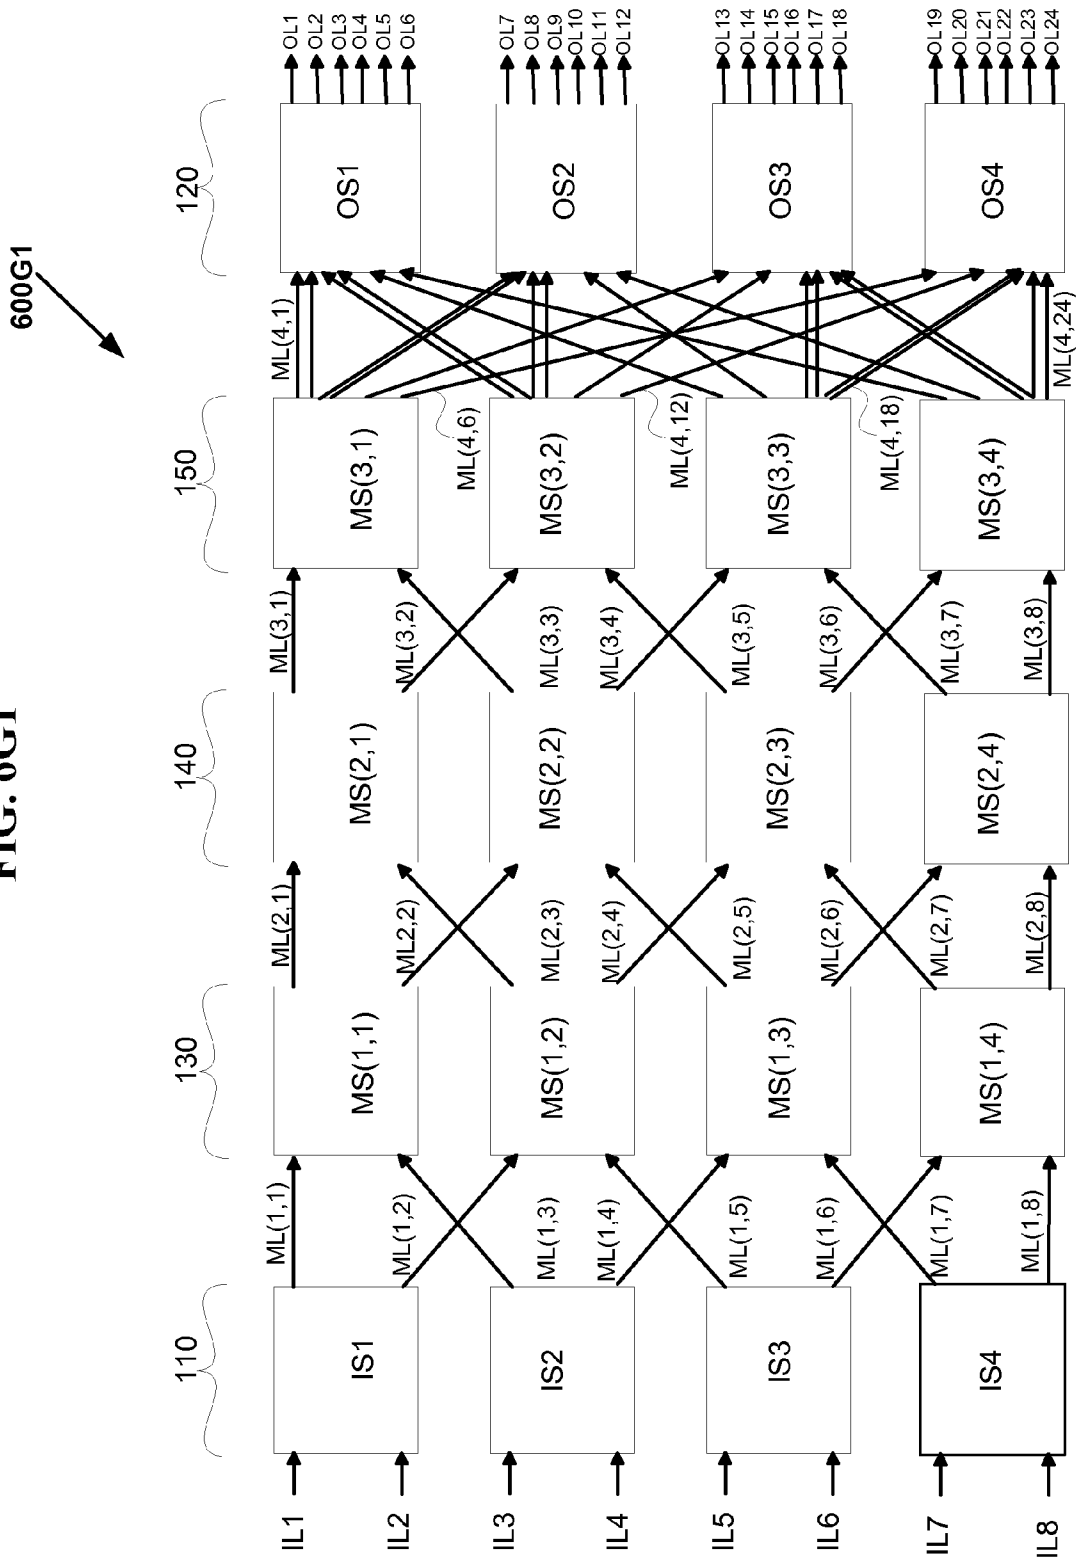 FIG. 6G1
600G1
110
130
140
150
120
IL1
IS1
ML(1,1)
MS(1,1)
ML(2,1)
MS(2,1)
ML(3,1)
MS(3,1)
ML(4,1)
OS1
OL1
OL2
OL3
OL4
OL5
OL6
IL2
ML(1,2)
ML2,2)
ML(3,2)
ML(4,6)
IL3
IS2
ML(1,3)
MS(1,2)
ML(2,3)
MS(2,2)
ML(3,3)
MS(3,2)
OS2
OL7
OL8
OL9
OL10
OL11
OL12
IL4
ML(1,4)
ML(2,4)
ML(3,4)
ML(4,12)
IL5
IS3
ML(1,5)
MS(1,3)
ML(2,5)
MS(2,3)
ML(3,5)
MS(3,3)
OS3
OL13
OL14
OL15
OL16
OL17
OL18
IL6
ML(1,6)
ML(2,6)
ML(3,6)
ML(4,18)
IL7
IS4
ML(1,7)
MS(1,4)
ML(2,7)
MS(2,4)
ML(3,7)
MS(3,4)
OS4
OL19
OL20
OL21
OL22
OL23
OL24
IL8
ML(1,8)
ML(2,8)
ML(3,8)
ML(4,24)